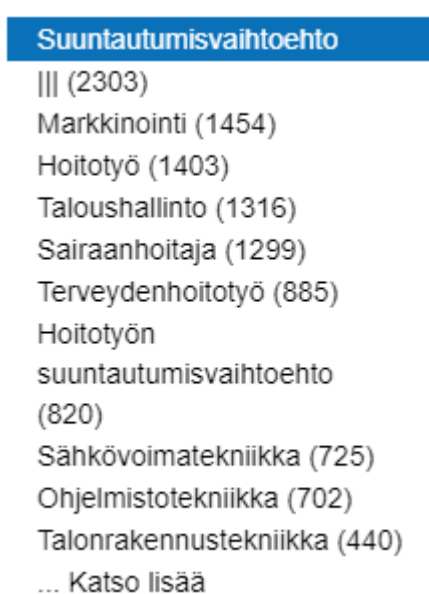 Suuntautumisvaihtoehto
||| (2303)
Markkinointi (1454)
Hoitotyö (1403)
Taloushallinto (1316)
Sairaanhoitaja (1299)
Terveydenhoitotyö (885)
Hoitotyön
suuntautumisvaihtoehto
(820)
Sähkövoimatekniikka (725)
Ohjelmistotekniikka (702)
Talonrakennustekniikka (440)
... Katso lisää